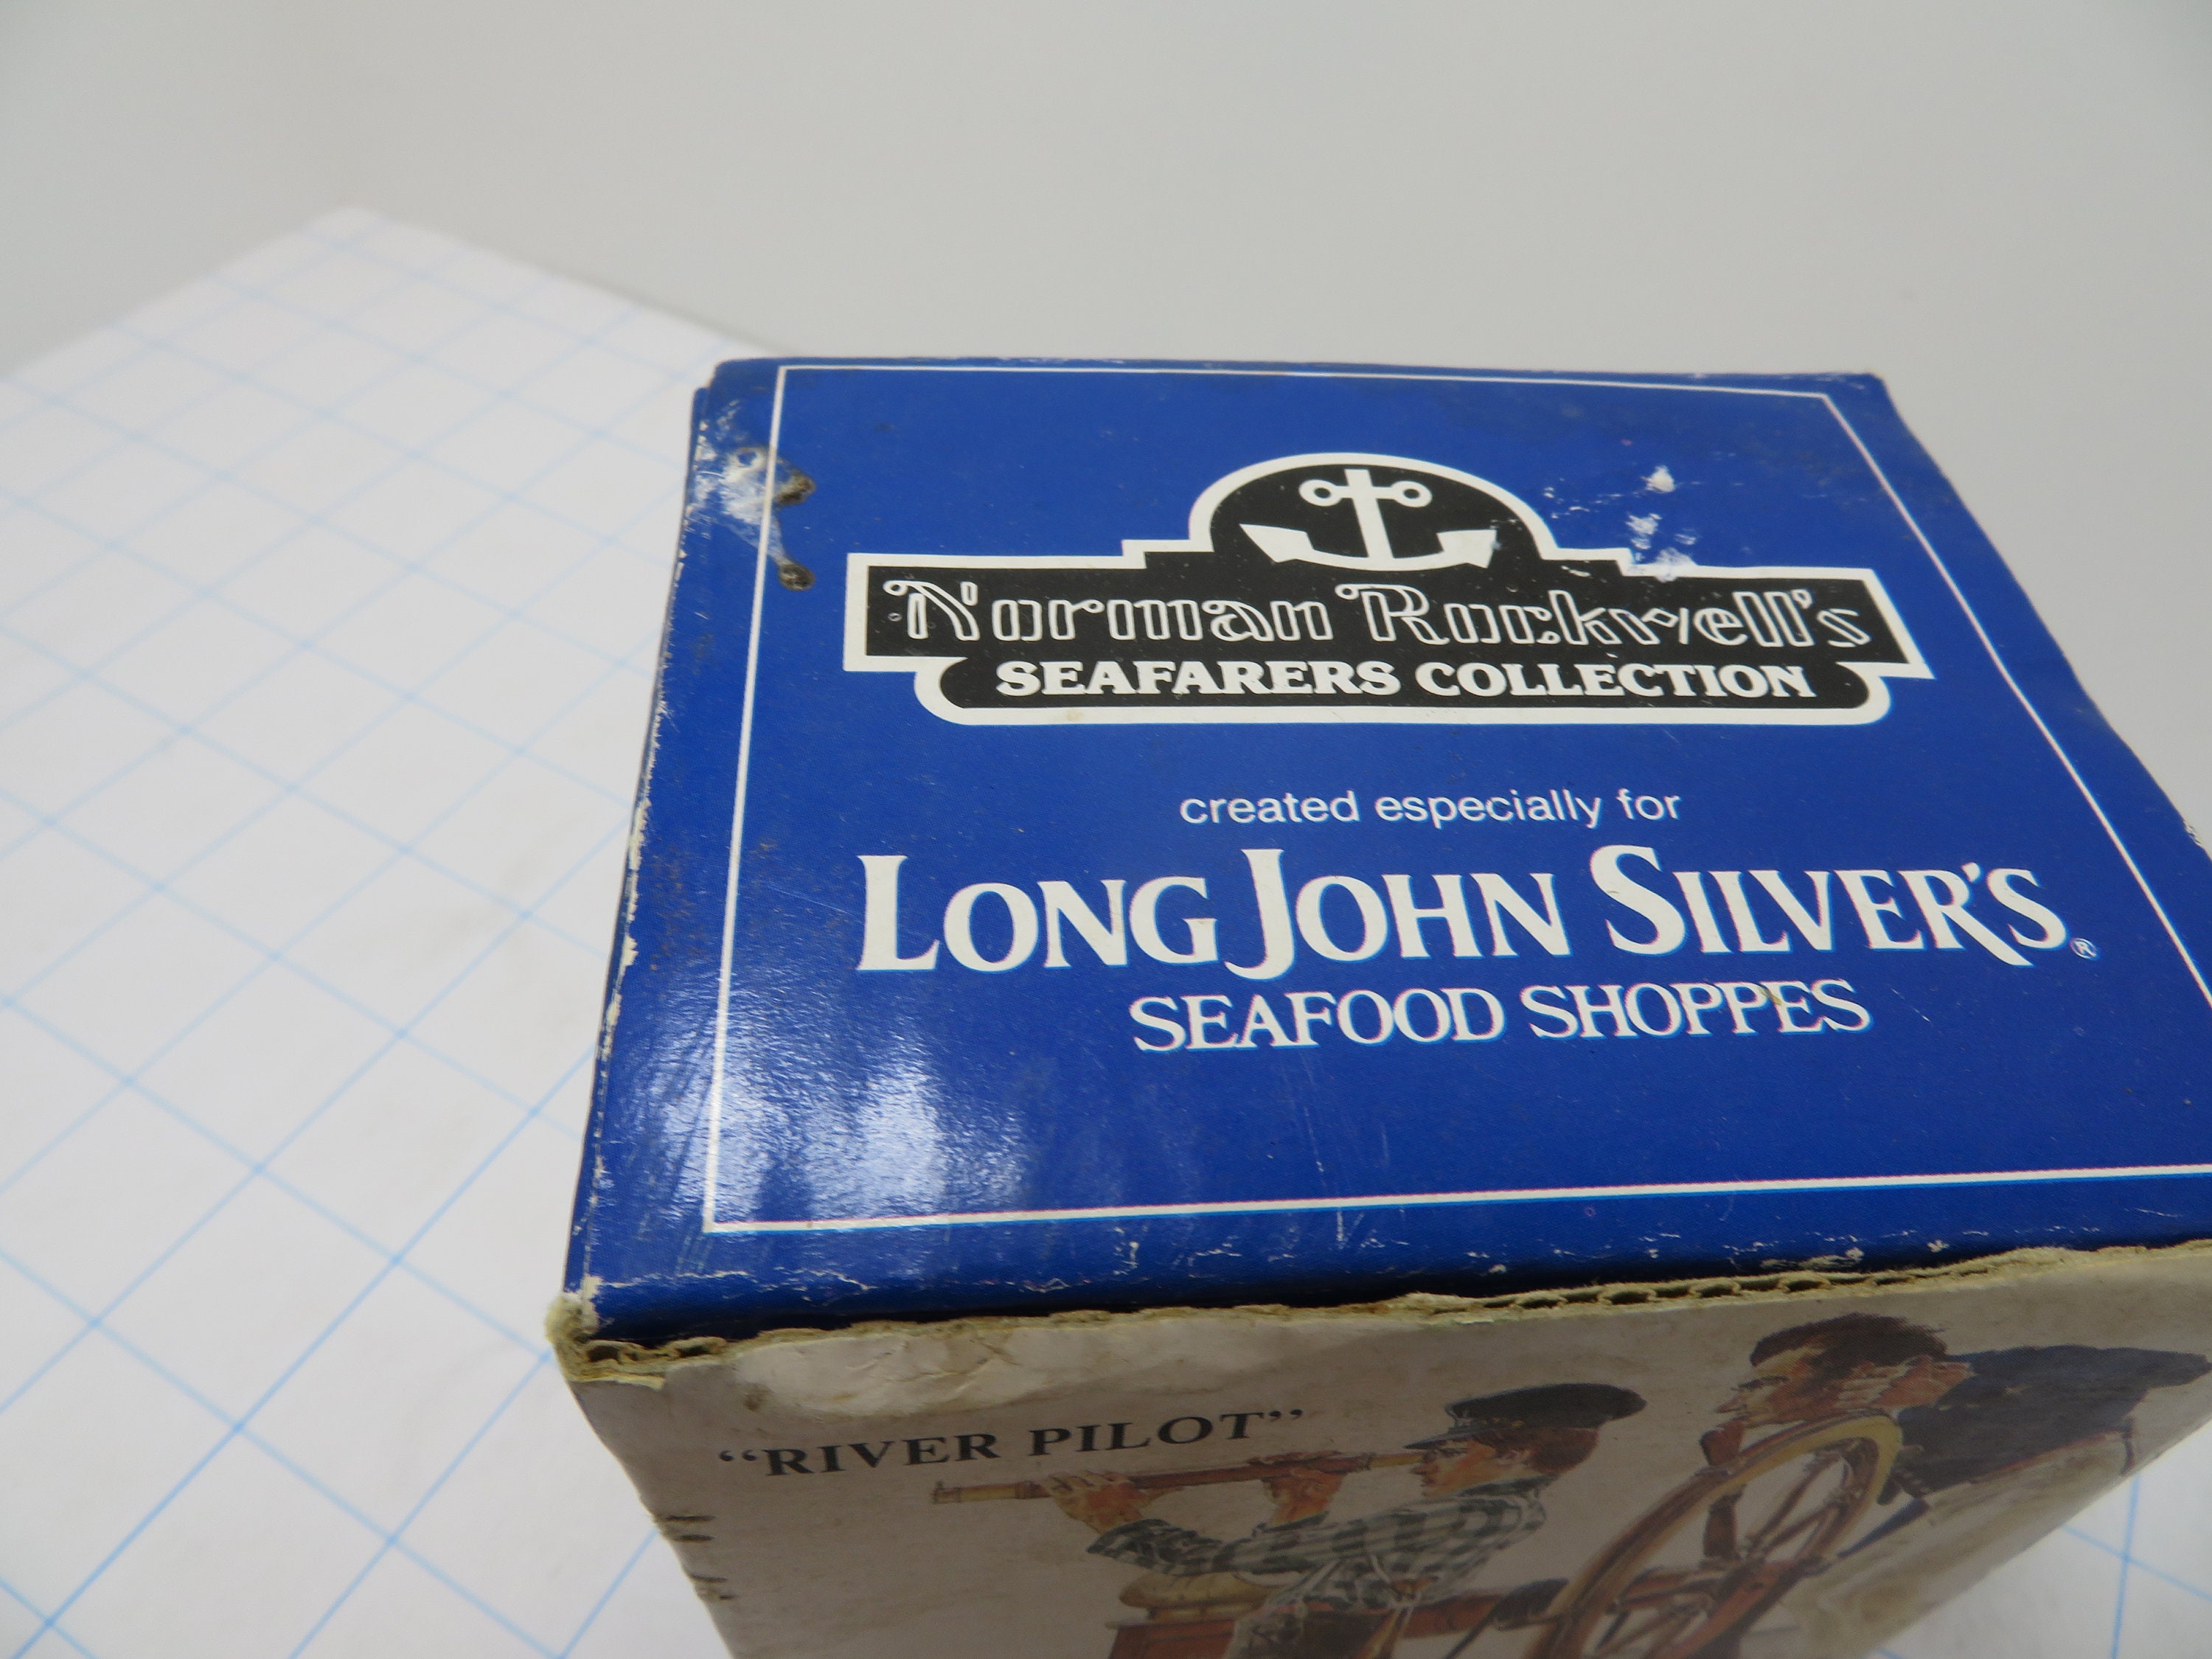 Norman Rockwell's
SEAFARERS COLLECTION
created especially for
LONG JOHN SILVER'S®
SEAFOOD SHOPPES
“RIVER PILOT”